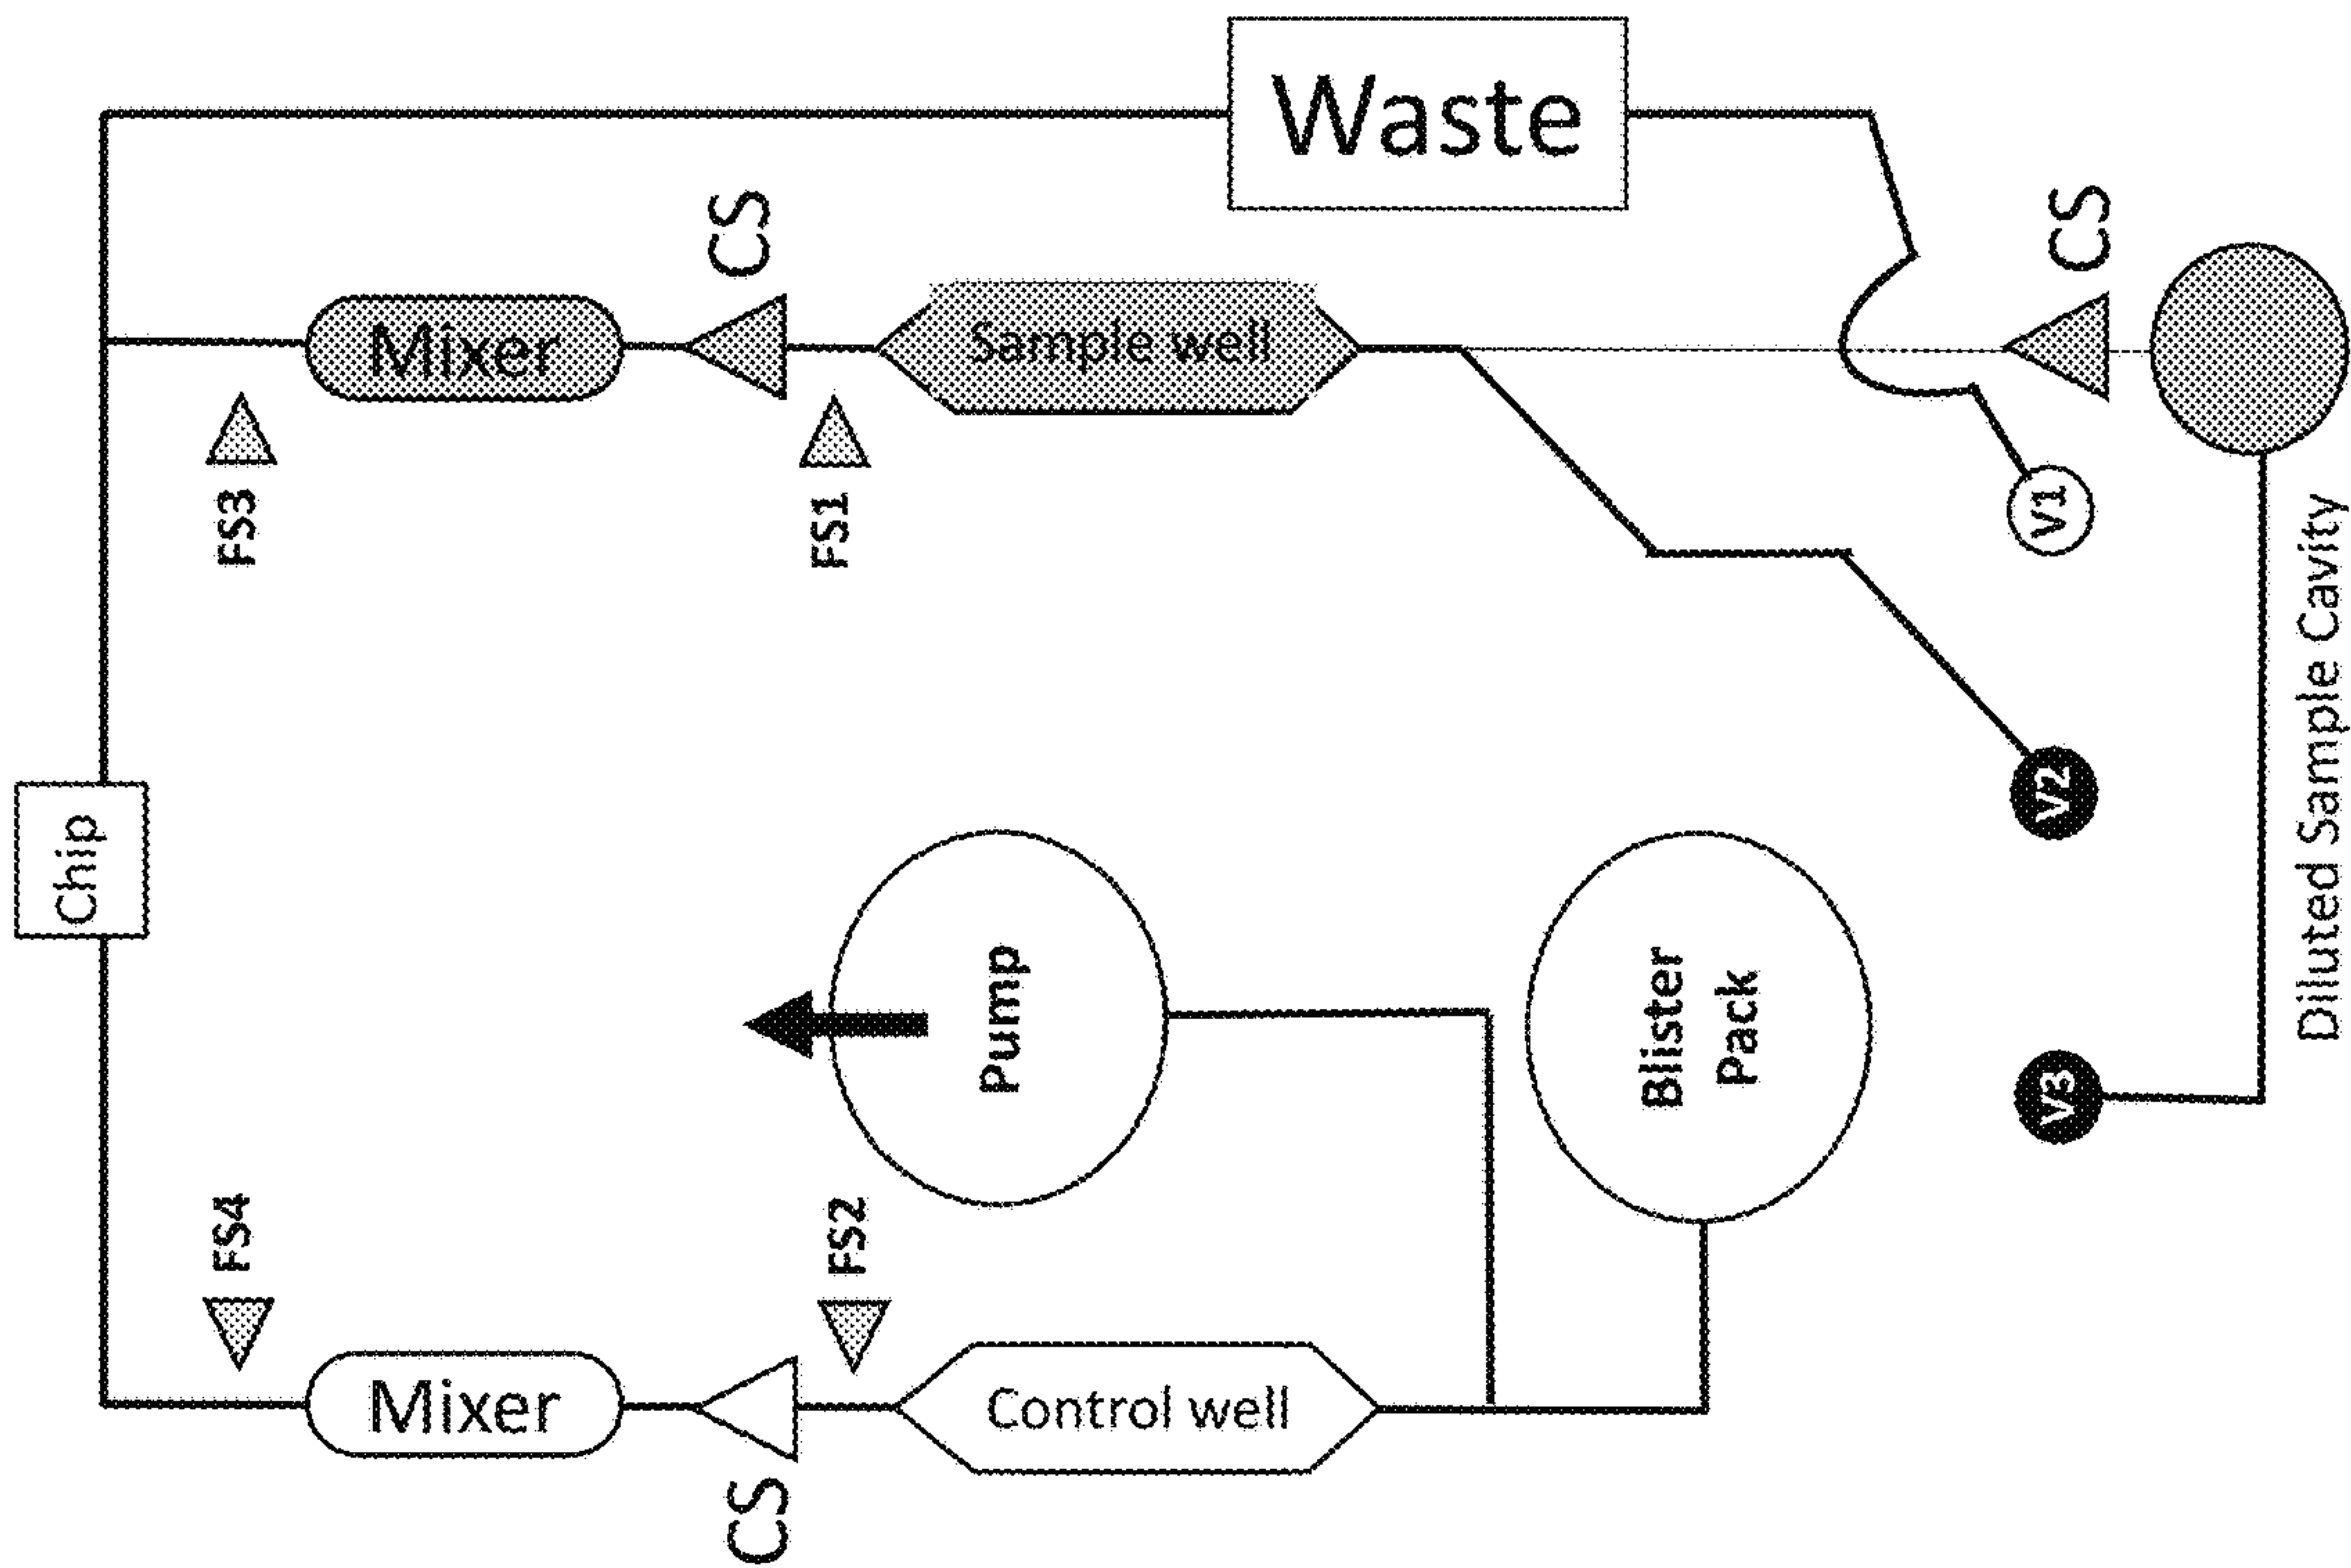 Waste
CS
CS
Mixer
Sample well
FS3
FS1
V1
Chip
V2
Diluted Sample Cavity
Pump
Blister
Pack
V3
FS4
FS2
Mixer
Control well
CS